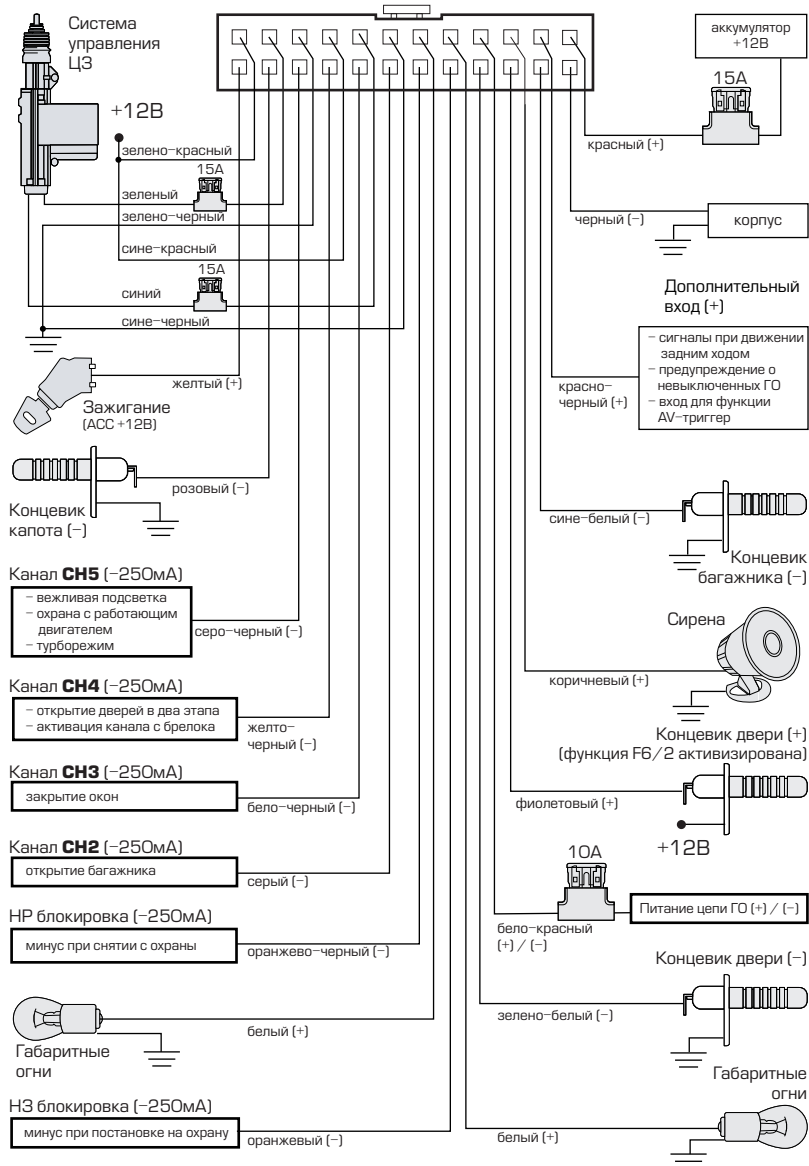 Система
управления
ЦЗ
+12В
зелено-красный
15А
зеленый
зелено-черный
сине-красный
15А
синий
сине-черный
желтый (+)
Зажигание
(ACC +12В)
розовый (-)
Концевик
капота (-)
Канал CH5 (-250мА)
- вежливая подсветка
- охрана с работающим
двигателем
- турборежим
серо-черный (-)
Канал CH4 (-250мА)
- открытие дверей в два этапа
- активация канала с брелока
желто-
черный (-)
Канал CH3 (-250мА)
закрытие окон
бело-черный (-)
Канал CH2 (-250мА)
открытие багажника
серый (-)
НР блокировка (-250мА)
минус при снятии с охраны
оранжево-черный (-)
белый (+)
Габаритные
огни
НЗ блокировка (-250мА)
минус при постановке на охрану
оранжевый (-)
аккумулятор
+12В
15А
красный (+)
черный (-)
корпус
Дополнительный
вход (+)
- сигналы при движении
задним ходом
- предупреждение о
невыключенных ГО
- вход для функции
AV-триггер
красно-
черный (+)
сине-белый (-)
Концевик
багажника (-)
Сирена
коричневый (+)
Концевик двери (+)
(функция F6/2 активизирована)
фиолетовый (+)
+12В
10А
Питание цепи ГО (+) / (-)
бело-красный
(+) / (-)
Концевик двери (-)
зелено-белый (-)
Габаритные
огни
белый (+)